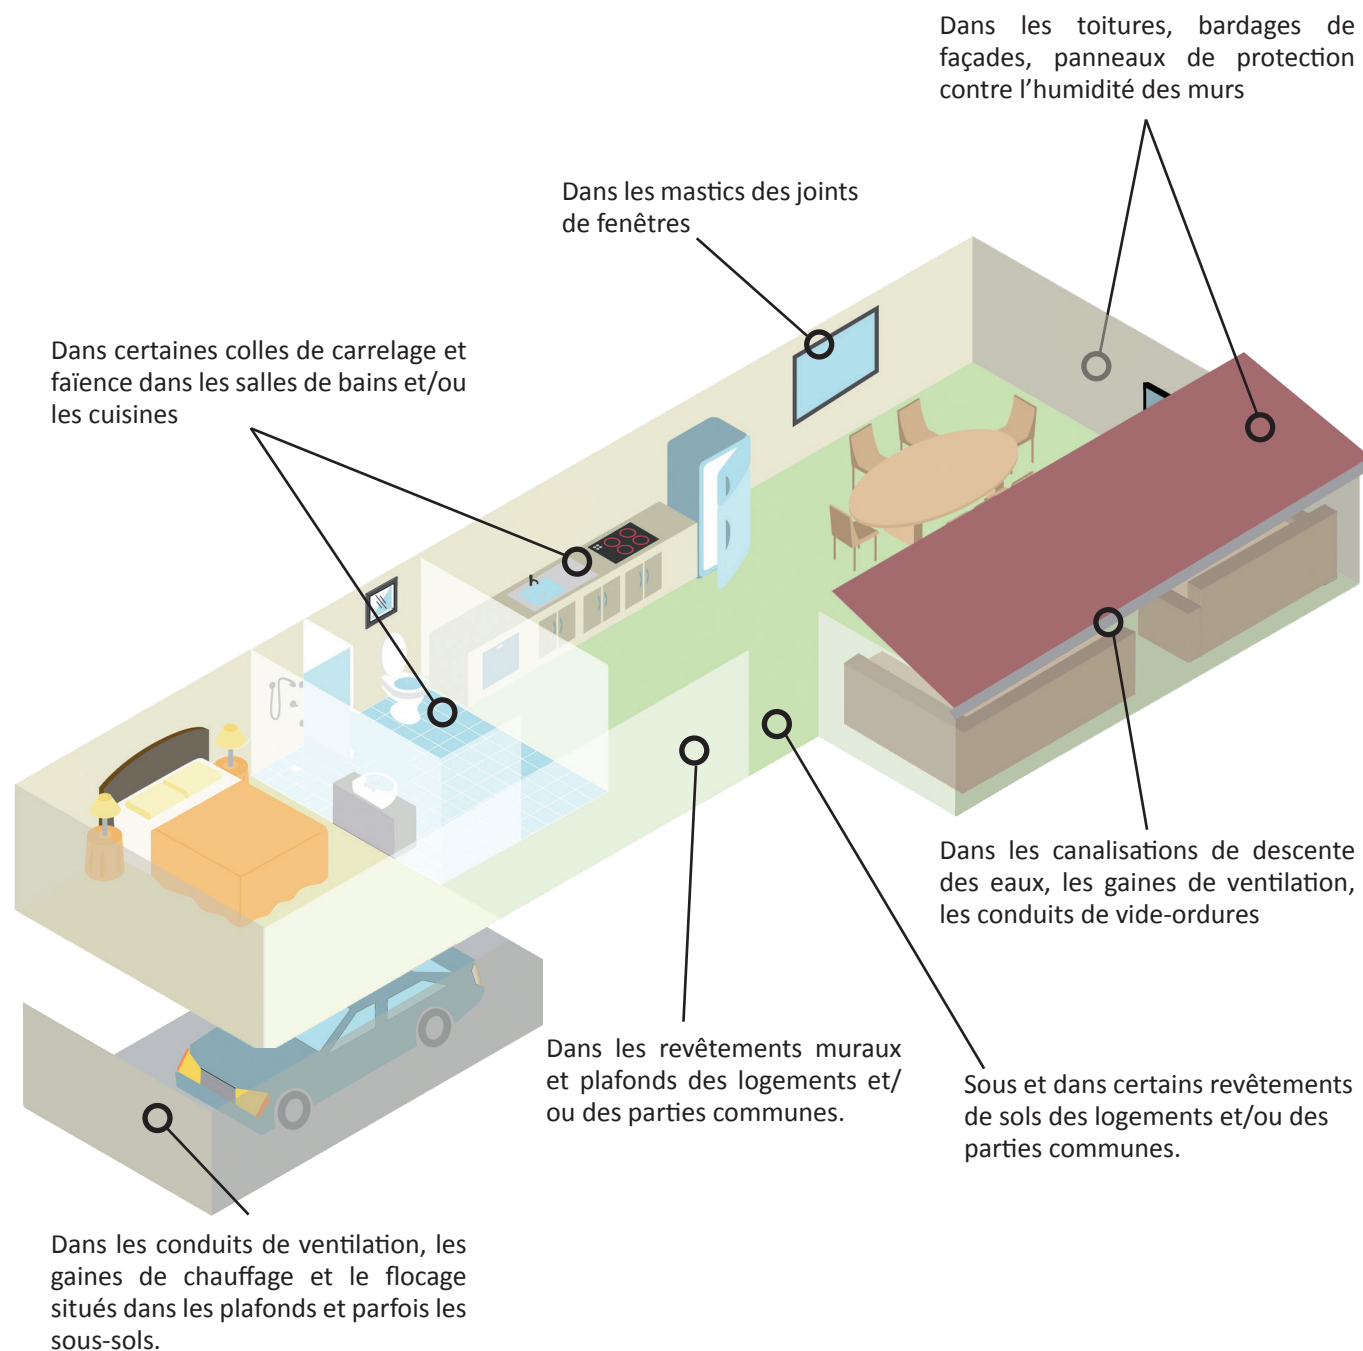 Dans les toitures, bardages de
façades, panneaux de protection
contre l’humidité des murs
Dans les mastics des joints
de fenêtres
Dans certaines colles de carrelage et
faïence dans les salles de bains et/ou
les cuisines
Dans les canalisations de descente
des eaux, les gaines de ventilation,
les conduits de vide-ordures
Dans les revêtements muraux
et plafonds des logements et/
ou des parties communes.
Sous et dans certains revêtements
de sols des logements et/ou des
parties communes.
Dans les conduits de ventilation, les
gaines de chauffage et le flocage
situés dans les plafonds et parfois les
sous-sols.